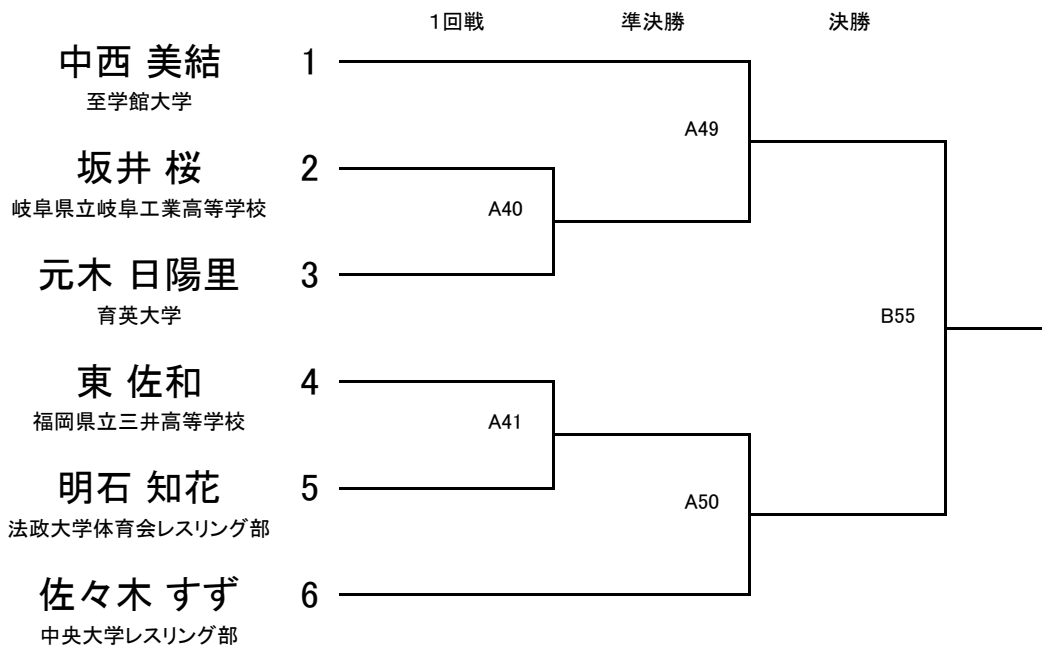 1回戦 準決勝 決勝
中西 美結 1
至学館大学
A49
坂井 桜 2
岐阜県立岐阜工業高等学校
A40
元木 日陽里 3
育英大学
B55
東 佐和 4
福岡県立三井高等学校
A41
明石 知花 5
法政大学体育会レスリング部
A50
佐々木 すず 6
中央大学レスリング部